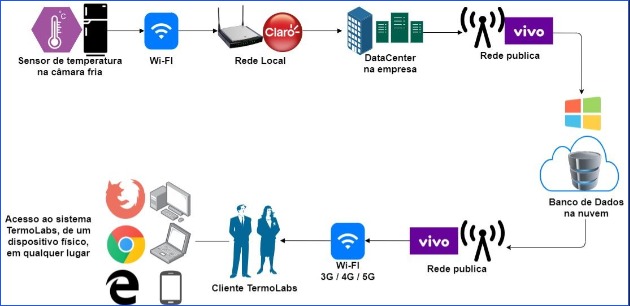 °C
Sensor de temperatura
na câmara fria
Wi-FI
Rede Local
Claro
DataCenter
na empresa
Rede publica
vivo
Banco de Dados
na nuvem
Rede publica
vivo
Wi-FI
3G / 4G / 5G
Cliente TermoLabs
Acesso ao sistema
TermoLabs, de um
dispositivo físico,
em qualquer lugar